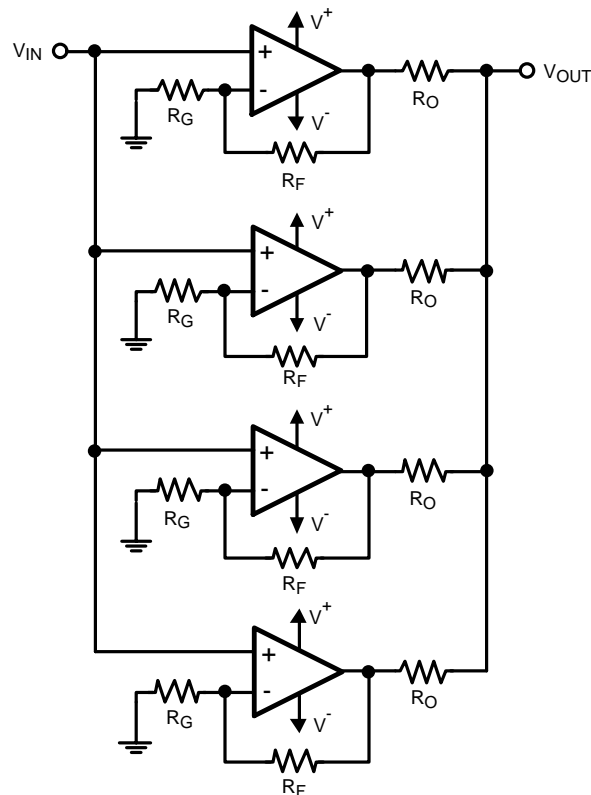 V+
VIN
+
VOUT
-
RG
V-
RO
RF
V+
+
-
RG
V-
RO
RF
V+
+
-
RG
V-
RO
RF
V+
+
-
RG
V-
RO
RF